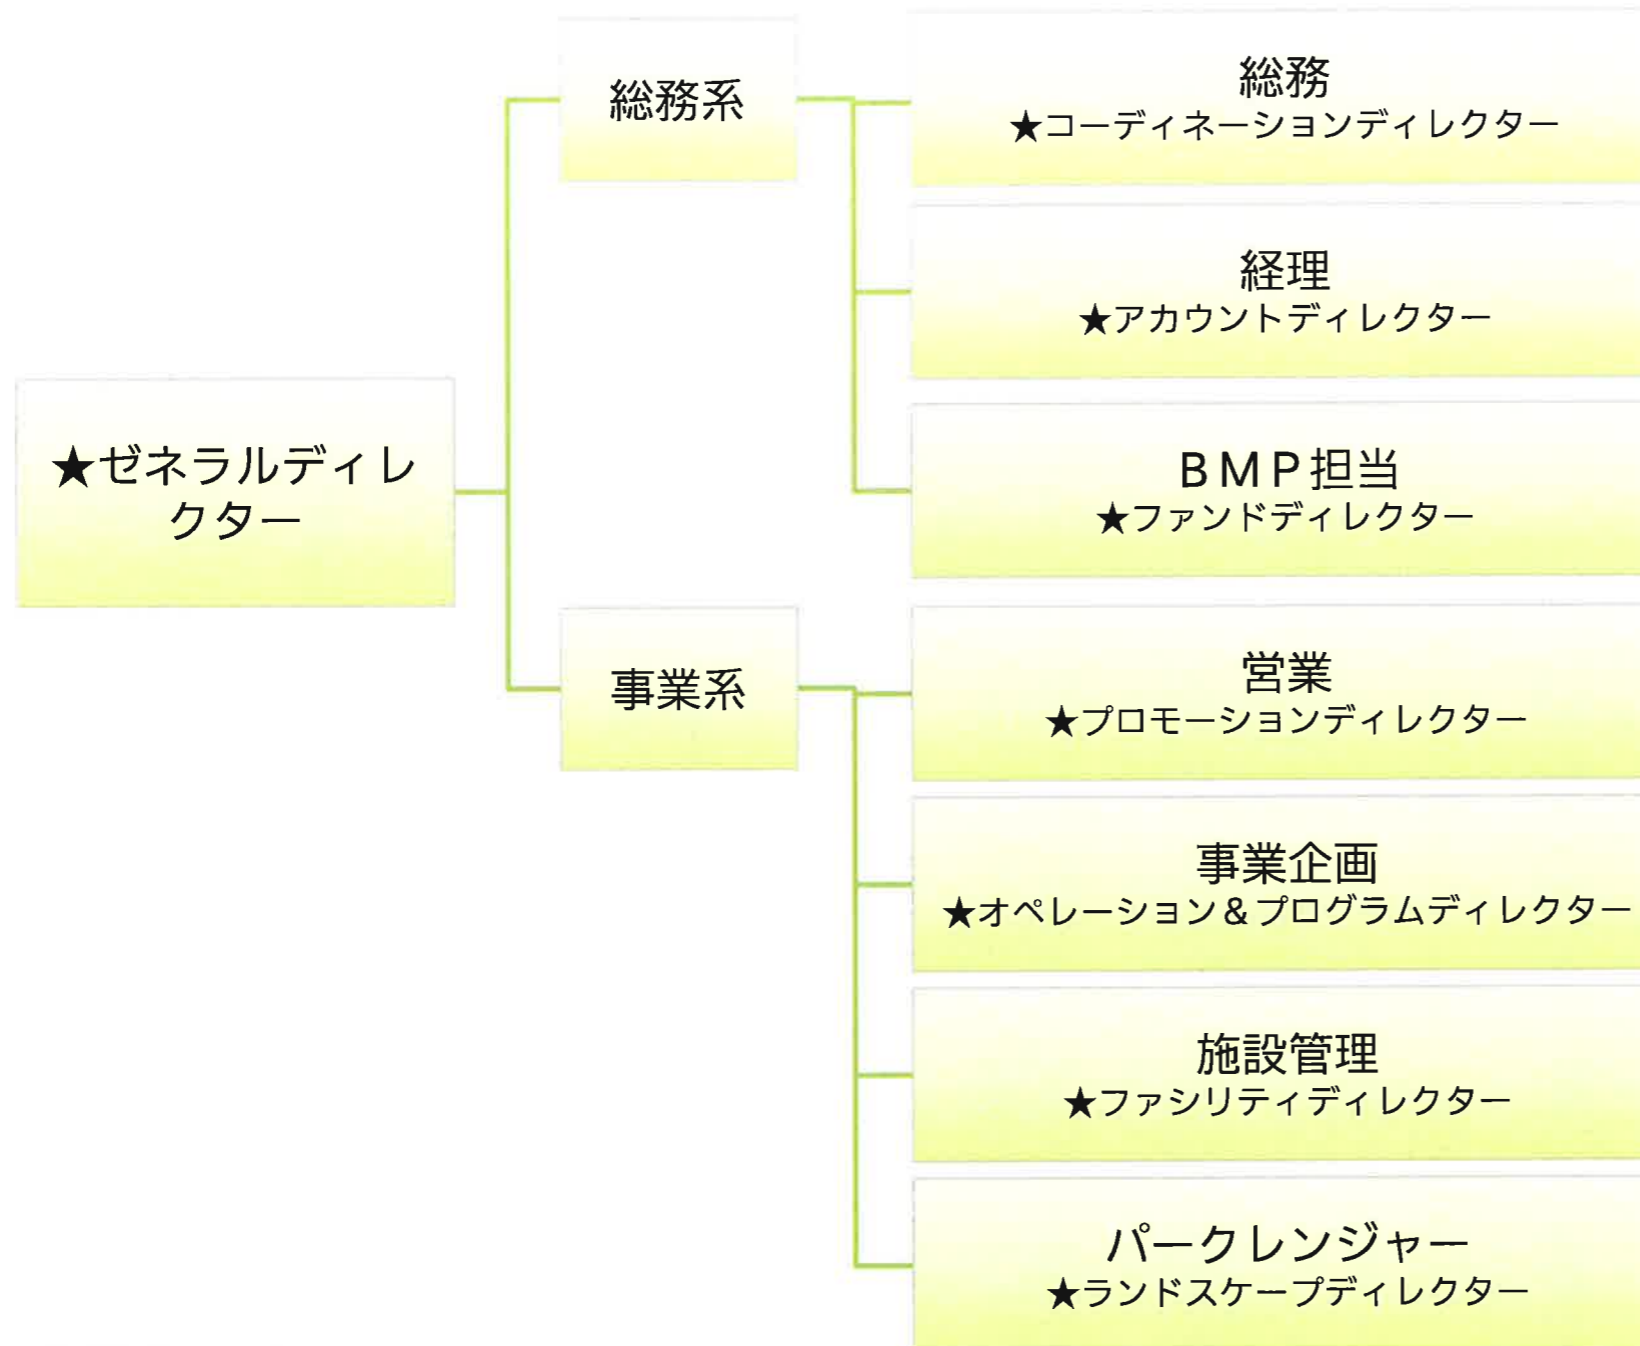 ★ゼネラルディレ
クター
総務系
総務
★コーディネーションディレクター
経理
★アカウントディレクター
ＢＭＰ担当
★ファンドディレクター
事業系
営業
★プロモーションディレクター
事業企画
★オペレーション＆プログラムディレクター
施設管理
★ファシリティディレクター
パークレンジャー
★ランドスケープディレクター